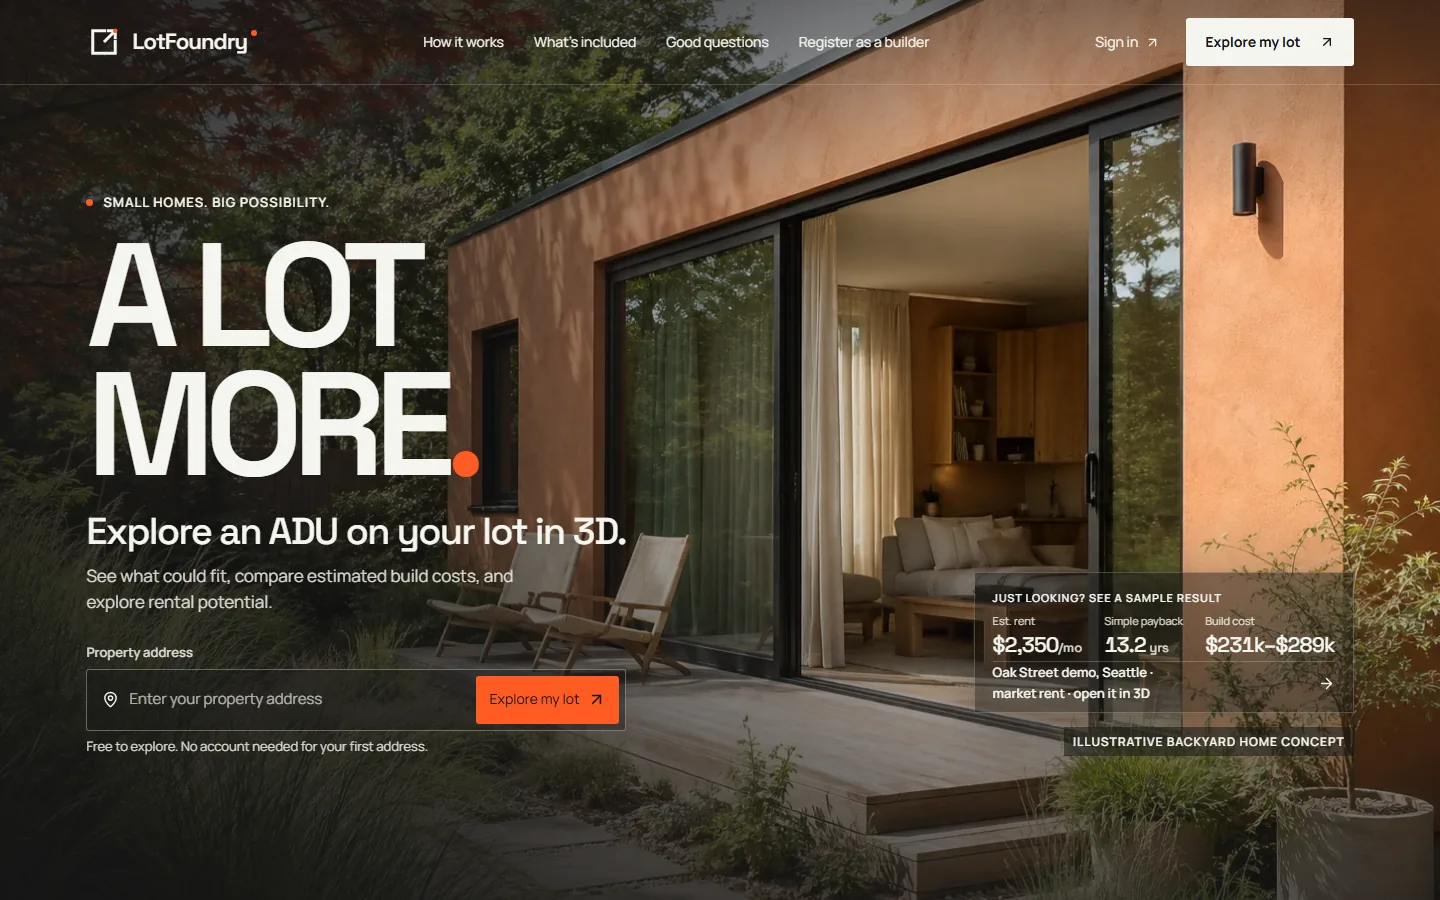 LotFoundry
How it works
What's included
Good questions
Register as a builder
Sign in
Explore my lot
SMALL HOMES. BIG POSSIBILITY.
A LOT
MORE.
Explore an ADU on your lot in 3D.
See what could fit, compare estimated build costs, and
explore rental potential.
Property address
Enter your property address
Explore my lot
Free to explore. No account needed for your first address.
JUST LOOKING? SEE A SAMPLE RESULT
Est. rent Simple payback Build cost
$2,350/mo 13.2 yrs $231k–$289k
Oak Street demo, Seattle ·
market rent · open it in 3D
ILLUSTRATIVE BACKYARD HOME CONCEPT